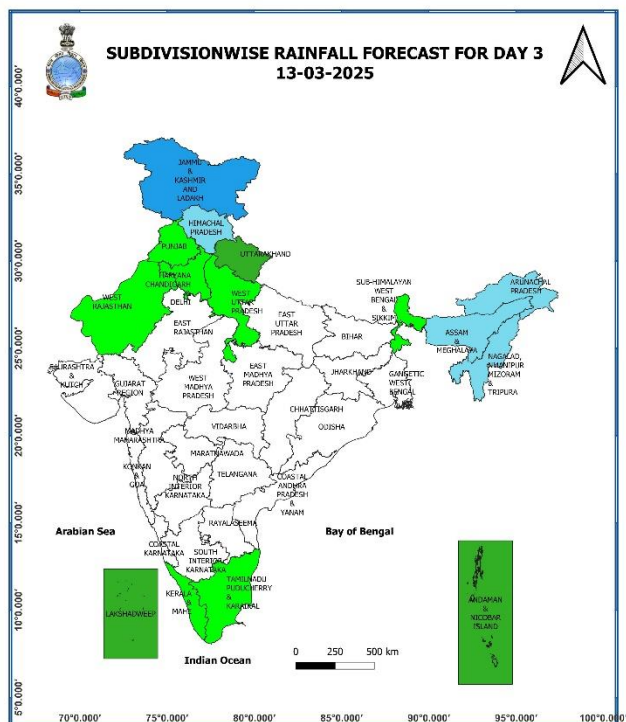 SUBDIVISIONWISE RAINFALL FORECAST FOR DAY 3
13-03-2025
40°0.000'
35°0.000'
30°0.000'
25°0.000'
20°0.000'
15°0.000'
10°0.000'
6°0.000'
JAMMU
&
KASHMIR
AND
LADAKH
HIMACHAL
PRADESH
PUNJAB
UTTARAKHAND
HARYANA
CHANDIGARH
DELHI
WEST
RAJASTHAN
WEST
UTTAR
PRADESH
EAST
RAJASTHAN
EAST
UTTAR
PRADESH
SUB-HIMALAYAN
WEST
BENGAL
&
SIKKIM
ARUNACHAL
PRADESH
ASSAM
&
MEGHALAYA
NAGALAD,
MIZORAM
&
TRIPURA
BIHAR
SAURASHTRA
&
KUTCH
GUJARAT
REGION
WEST
MADHYA
PRADESH
EAST
MADHYA
PRADESH
JHARKHAND
GANGETIC
WEST
BENGAL
CHHATTISGARH
ODISHA
VIDARBHA
MADHYA
MAHARASHTRA
MARATHAWADA
KONKAN
&
GOA
NORTH
INTERIOR
KARNATAKA
TELANGANA
COASTAL
ANDHRA
PRADESH
&
YANAM
RAYALASEEMA
Arabian Sea
Bay of Bengal
COASTAL
KARNATAKA
SOUTH
INTERIOR
KARNATAKA
TAMILNADU
PUDUCHERRY
&
KARAIKAL
KERALA
&
MAHE
LAKSHADWEEP
ANDAMAN
&
NICOBAR
ISLAND
Indian Ocean
0 250 500 km
70°0.000' 75°0.000' 80°0.000' 85°0.000' 90°0.000' 95°0.000' 100°0.000'